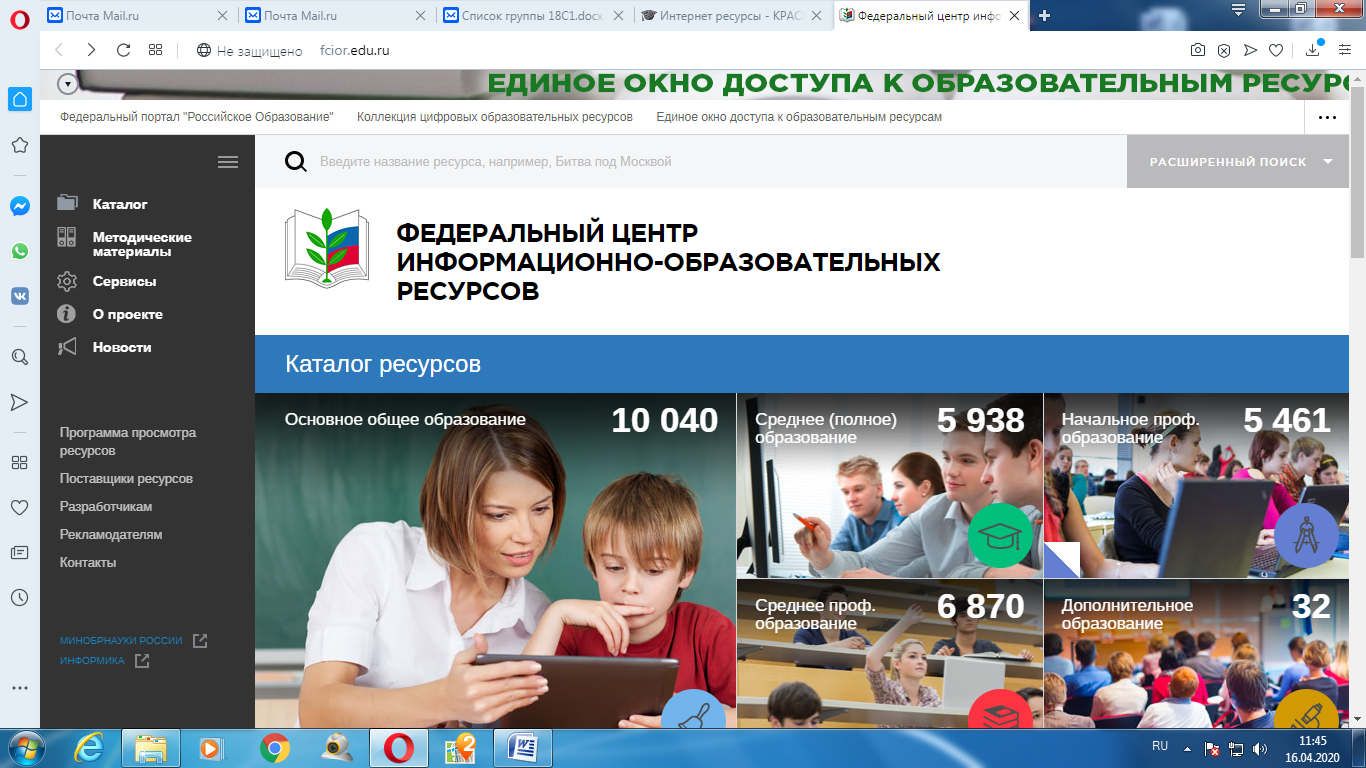 Почта Mail.ru
Почта Mail.ru
Список группы 18С1.docx
Интернет ресурсы - КРАС
Федеральный центр инфо
Не защищено fcior.edu.ru
ЕДИНОЕ ОКНО ДОСТУПА К ОБРАЗОВАТЕЛЬНЫМ РЕСУРС
Федеральный портал "Российское Образование"
Коллекция цифровых образовательных ресурсов
Единое окно доступа к образовательным ресурсам
Введите название ресурса, например, Битва под Москвой
РАСШИРЕННЫЙ ПОИСК
Каталог
Методические
материалы
Сервисы
О проекте
Новости
Программа просмотра
ресурсов
Поставщики ресурсов
Разработчикам
Рекламодателям
Контакты
МИНОБРНАУКИ РОССИИ
ИНФОРМИКА
ФЕДЕРАЛЬНЫЙ ЦЕНТР
ИНФОРМАЦИОННО-ОБРАЗОВАТЕЛЬНЫХ
РЕСУРСОВ
Каталог ресурсов
Основное общее образование
10 040
Среднее (полное)
образование
5 938
Начальное проф.
образование
5 461
Среднее проф.
образование
6 870
Дополнительное
образование
32
RU
11:45
16.04.2020